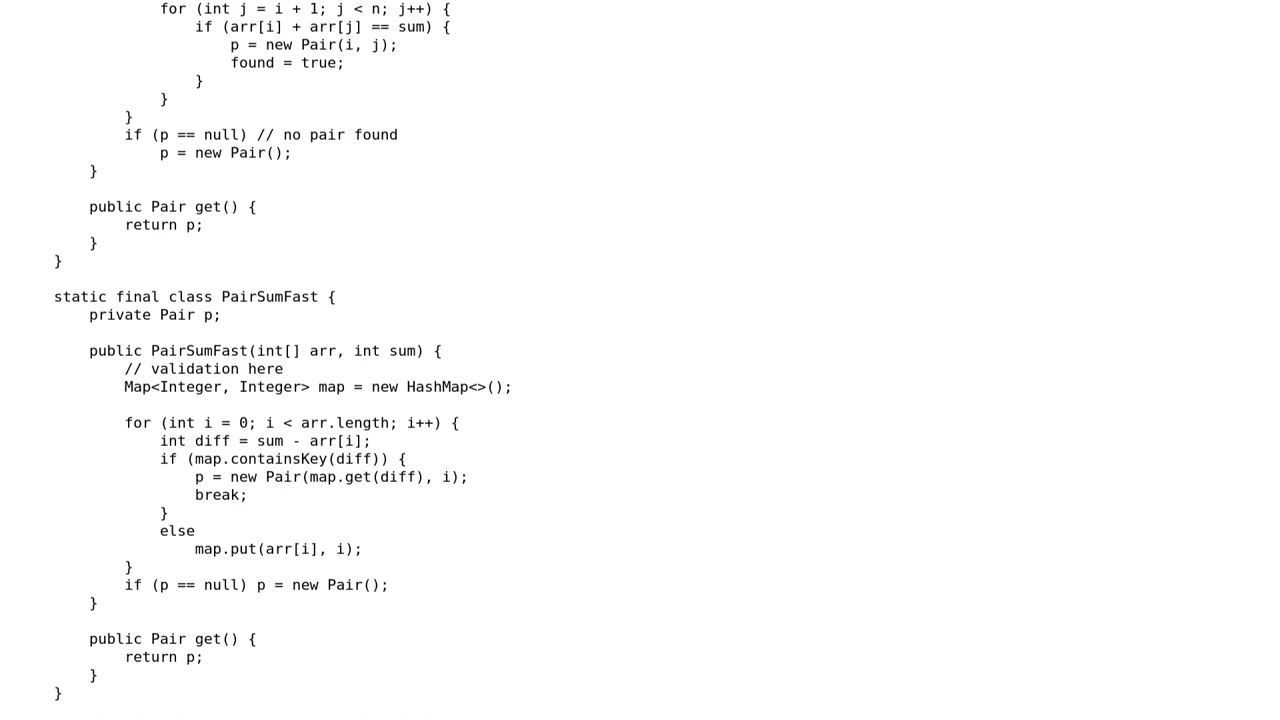 for (int j = i + 1; j < n; j++) {
                if (arr[i] + arr[j] == sum) {
                    p = new Pair(i, j);
                    found = true;
                }
            }
        }
        if (p == null) // no pair found
            p = new Pair();
    }

    public Pair get() {
        return p;
    }
}

static final class PairSumFast {
    private Pair p;

    public PairSumFast(int[] arr, int sum) {
        // validation here
        Map<Integer, Integer> map = new HashMap<>();

        for (int i = 0; i < arr.length; i++) {
            int diff = sum - arr[i];
            if (map.containsKey(diff)) {
                p = new Pair(map.get(diff), i);
                break;
            }
            else
                map.put(arr[i], i);
        }
        if (p == null) p = new Pair();
    }

    public Pair get() {
        return p;
    }
}